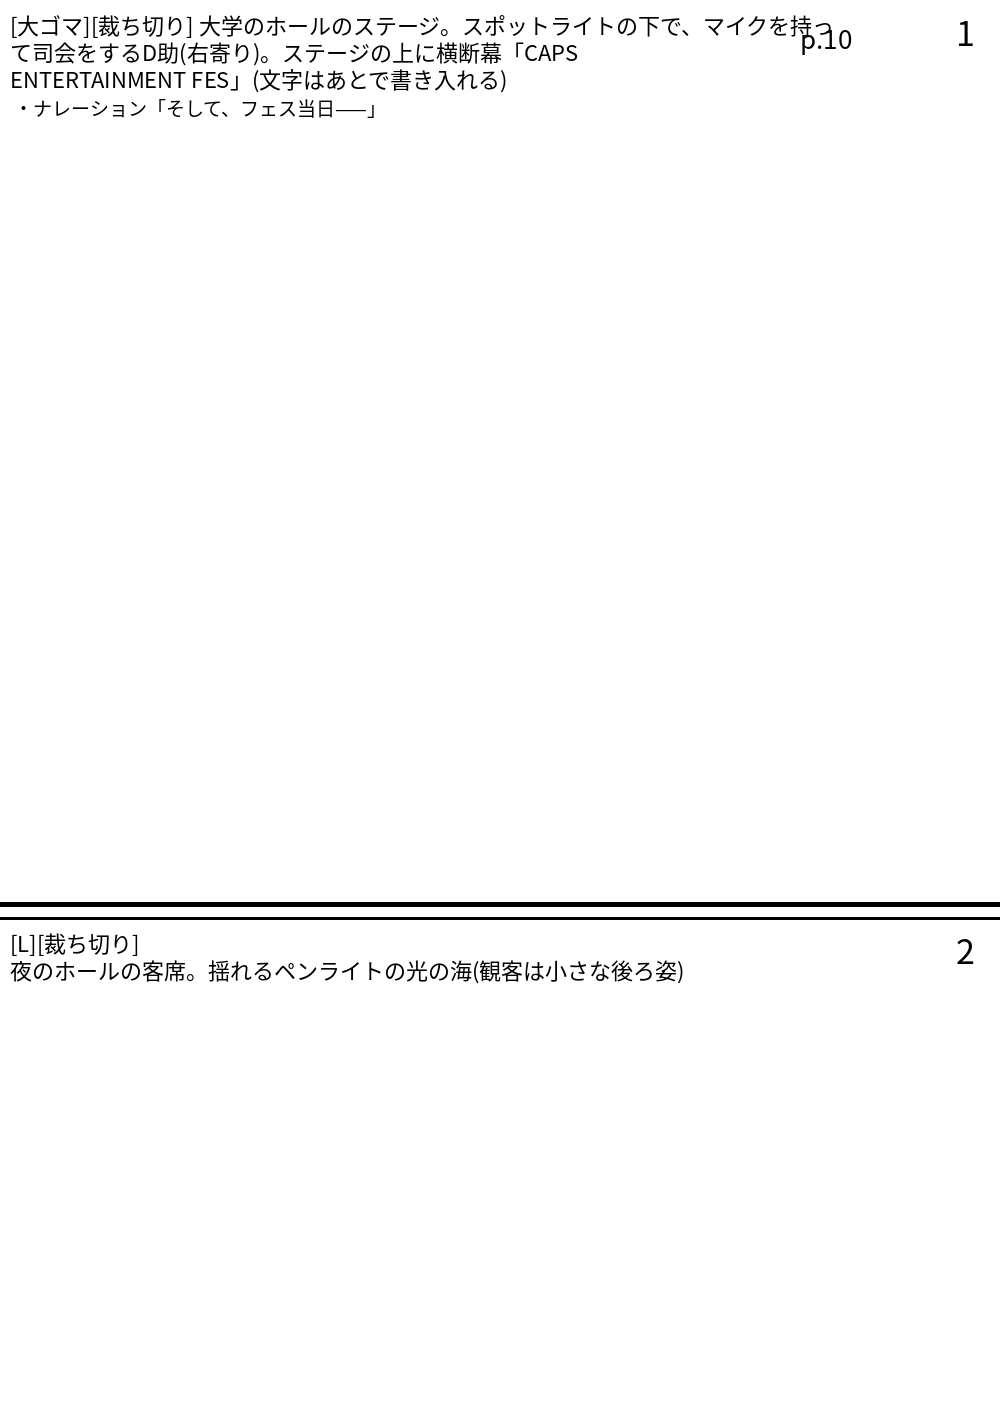 [大ゴマ][裁ち切り] 大学のホールのステージ。スポットライトの下で、マイクを持っ
て司会をするD助(右寄り)。ステージの上に横断幕「CAPS
ENTERTAINMENT FES」(文字はあとで書き入れる)
・ナレーション「そして、フェス当日――」
p.10
1
[L][裁ち切り]
夜のホールの客席。揺れるペンライトの光の海(観客は小さな後ろ姿)
2